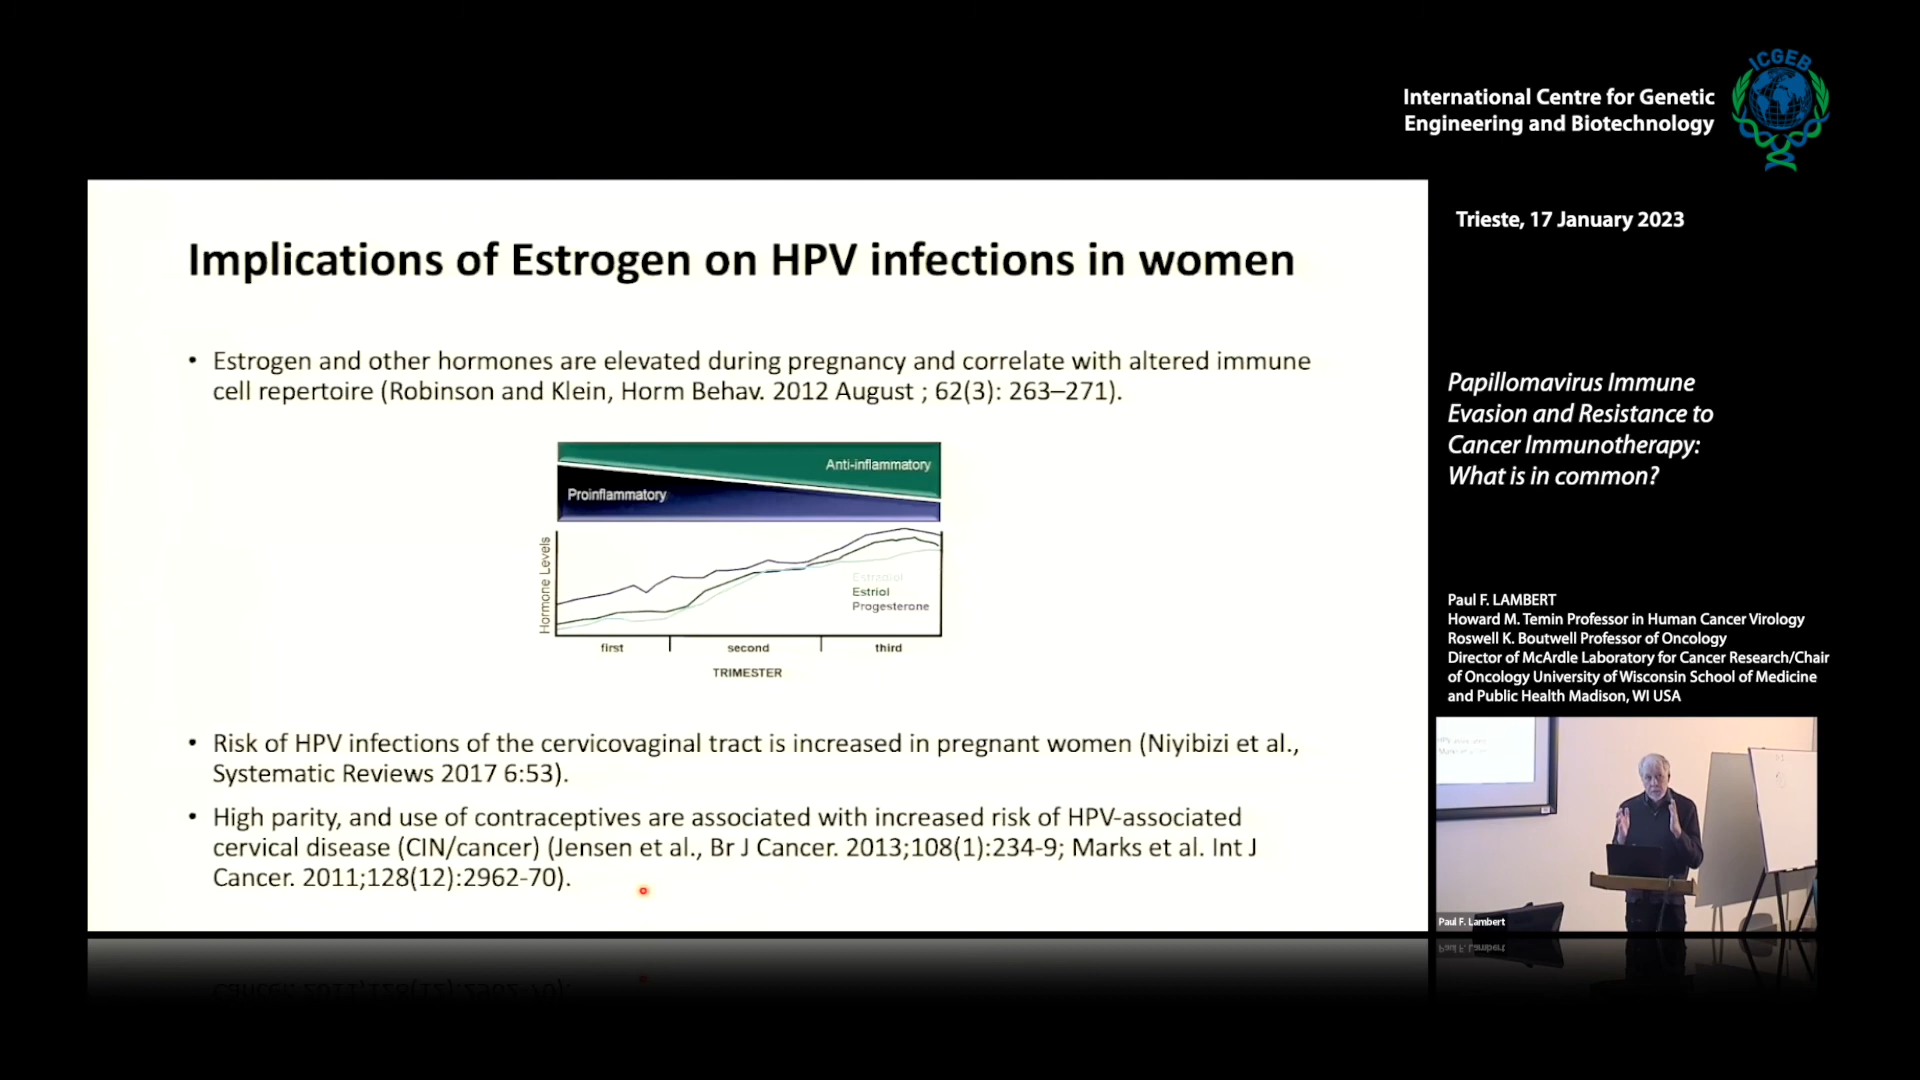 ICGEB
International Centre for Genetic
Engineering and Biotechnology
Trieste, 17 January 2023
Implications of Estrogen on HPV infections in women
• Estrogen and other hormones are elevated during pregnancy and correlate with altered immune
cell repertoire (Robinson and Klein, Horm Behav. 2012 August ; 62(3): 263–271).
Anti-inflammatory
Proinflammatory
Hormone Levels
Estradiol
Estriol
Progesterone
first
second
third
TRIMESTER
• Risk of HPV infections of the cervicovaginal tract is increased in pregnant women (Niyibizi et al.,
Systematic Reviews 2017 6:53).
• High parity, and use of contraceptives are associated with increased risk of HPV-associated
cervical disease (CIN/cancer) (Jensen et al., Br J Cancer. 2013;108(1):234-9; Marks et al. Int J
Cancer. 2011;128(12):2962-70).
Papillomavirus Immune
Evasion and Resistance to
Cancer Immunotherapy:
What is in common?
Paul F. LAMBERT
Howard M. Temin Professor in Human Cancer Virology
Roswell K. Boutwell Professor of Oncology
Director of McArdle Laboratory for Cancer Research/Chair
of Oncology University of Wisconsin School of Medicine
and Public Health Madison, WI USA
Paul F. Lambert